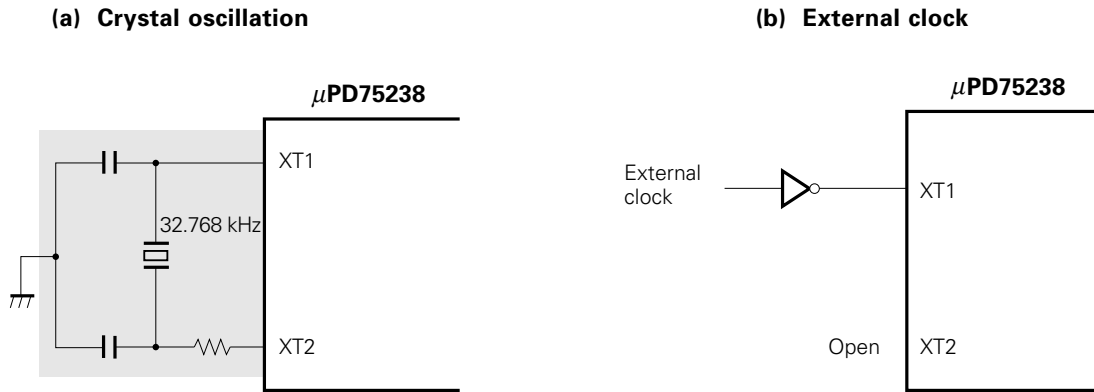 (a) Crystal oscillation
μPD75238
XT1
32.768 kHz
XT2
(b) External clock
μPD75238
External
clock
XT1
Open
XT2